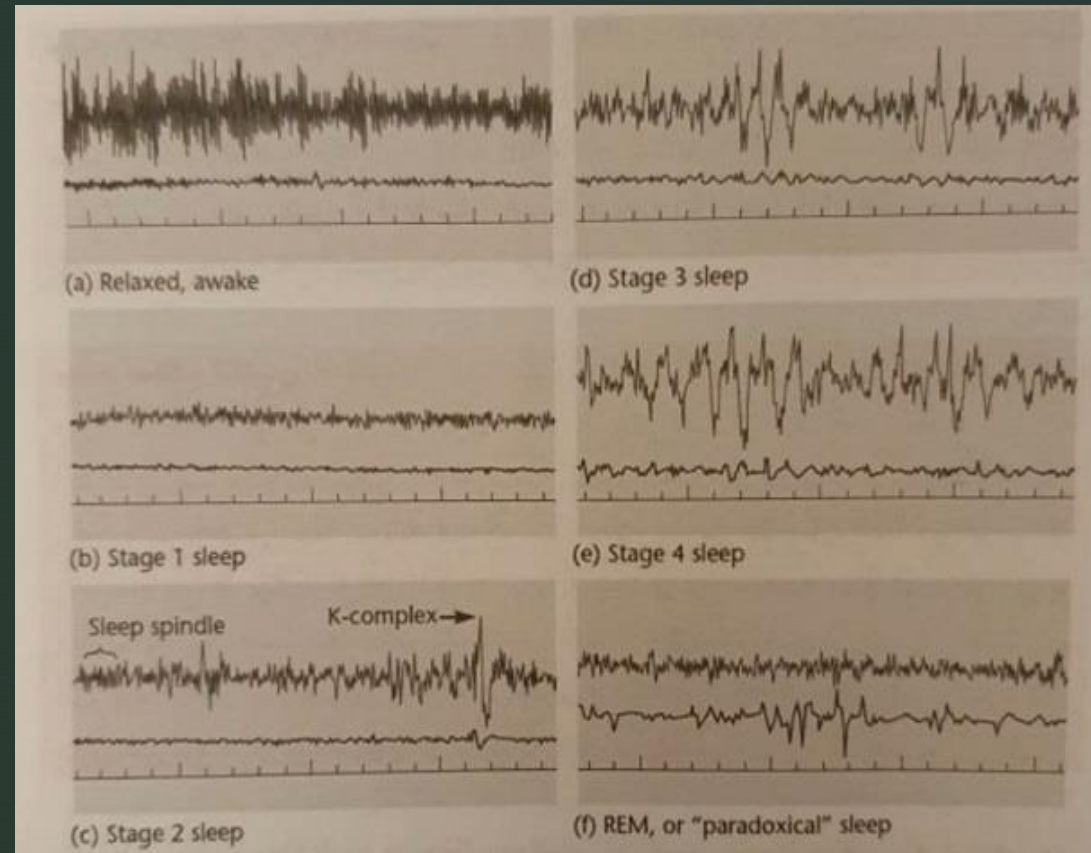 (a) Relaxed, awake
(b) Stage 1 sleep
Sleep spindle
K-complex
(c) Stage 2 sleep
(d) Stage 3 sleep
(e) Stage 4 sleep
(f) REM, or "paradoxical" sleep